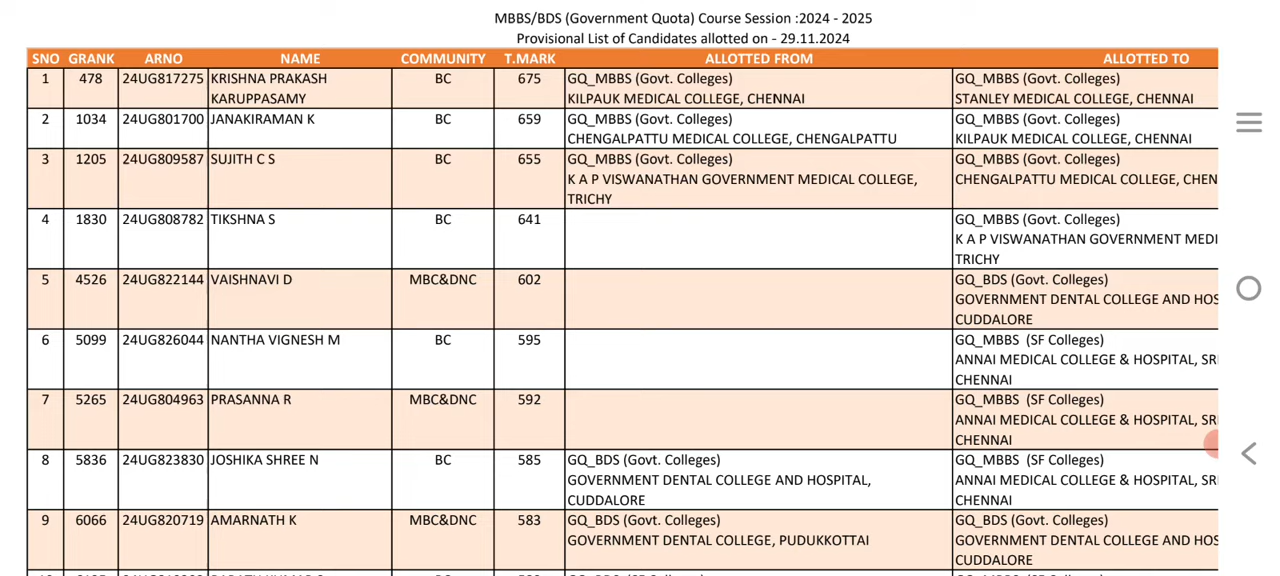 MBBS/BDS (Government Quota) Course Session :2024 - 2025
Provisional List of Candidates allotted on - 29.11.2024
SNO GRANK ARNO NAME COMMUNITY T.MARK ALLOTTED FROM ALLOTTED TO
1 478 24UG817275 KRISHNA PRAKASH BC 675 GQ_MBBS (Govt. Colleges) GQ_MBBS (Govt. Colleges)
KARUPPASAMY KILPAUK MEDICAL COLLEGE, CHENNAI STANLEY MEDICAL COLLEGE, CHENNAI
2 1034 24UG801700 JANAKIRAMAN K BC 659 GQ_MBBS (Govt. Colleges) GQ_MBBS (Govt. Colleges)
CHENGALPATTU MEDICAL COLLEGE, CHENGALPATTU KILPAUK MEDICAL COLLEGE, CHENNAI
3 1205 24UG809587 SUJITH C S BC 655 GQ_MBBS (Govt. Colleges) GQ_MBBS (Govt. Colleges)
K A P VISWANATHAN GOVERNMENT MEDICAL COLLEGE, CHENGALPATTU MEDICAL COLLEGE, CHEN
TRICHY
4 1830 24UG808782 TIKSHNA S BC 641 GQ_MBBS (Govt. Colleges)
K A P VISWANATHAN GOVERNMENT MEDI
TRICHY
5 4526 24UG822144 VAISHNAVI D MBC&DNC 602 GQ_BDS (Govt. Colleges)
GOVERNMENT DENTAL COLLEGE AND HOS
CUDDALORE
6 5099 24UG826044 NANTHA VIGNESH M BC 595 GQ_MBBS (SF Colleges)
ANNAI MEDICAL COLLEGE & HOSPITAL, SRI
CHENNAI
7 5265 24UG804963 PRASANNA R MBC&DNC 592 GQ_MBBS (SF Colleges)
ANNAI MEDICAL COLLEGE & HOSPITAL, SRI
CHENNAI
8 5836 24UG823830 JOSHIKA SHREE N BC 585 GQ_BDS (Govt. Colleges) GQ_MBBS (SF Colleges)
GOVERNMENT DENTAL COLLEGE AND HOSPITAL, ANNAI MEDICAL COLLEGE & HOSPITAL, SRI
CUDDALORE CHENNAI
9 6066 24UG820719 AMARNATH K MBC&DNC 583 GQ_BDS (Govt. Colleges) GQ_BDS (Govt. Colleges)
GOVERNMENT DENTAL COLLEGE, PUDUKKOTTAI GOVERNMENT DENTAL COLLEGE AND HOS
CUDDALORE